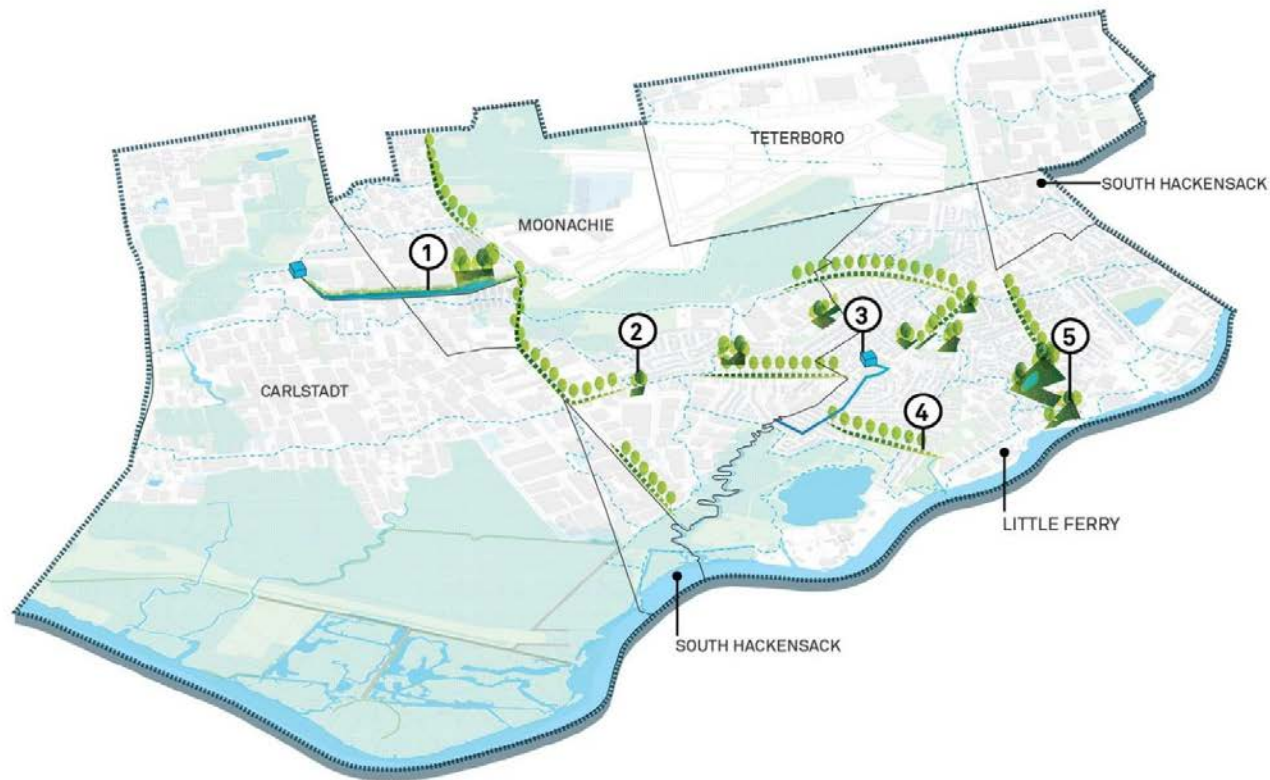 TETERBORO
SOUTH HACKENSACK
MOONACHIE
1
2
3
5
CARLSTADT
4
LITTLE FERRY
SOUTH HACKENSACK